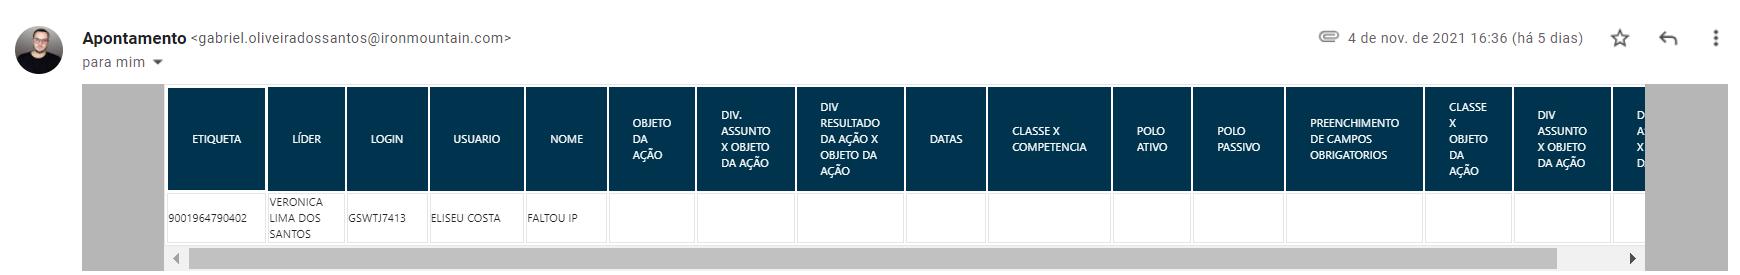 Apontamento <gabriel.oliveiradossantos@ironmountain.com>
4 de nov. de 2021 16:36 (há 5 dias)
para mim
ETIQUETA
LÍDER
LOGIN
USUARIO
NOME
OBJETO
DA
AÇÃO
DIV.
ASSUNTO
X OBJETO
DA AÇÃO
DIV
RESULTADO
DA AÇÃO X
OBJETO DA
AÇÃO
DATAS
CLASSE X
COMPETENCIA
POLO
ATIVO
POLO
PASSIVO
PREENCHIMENTO
DE CAMPOS
OBRIGATORIOS
CLASSE
X
OBJETO
DA
AÇÃO
DIV
ASSUNTO
X OBJETO
DA AÇÃO
9001964790402
VERONICA
LIMA DOS
SANTOS
GSWTJ7413
ELISEU COSTA
FALTOU IP